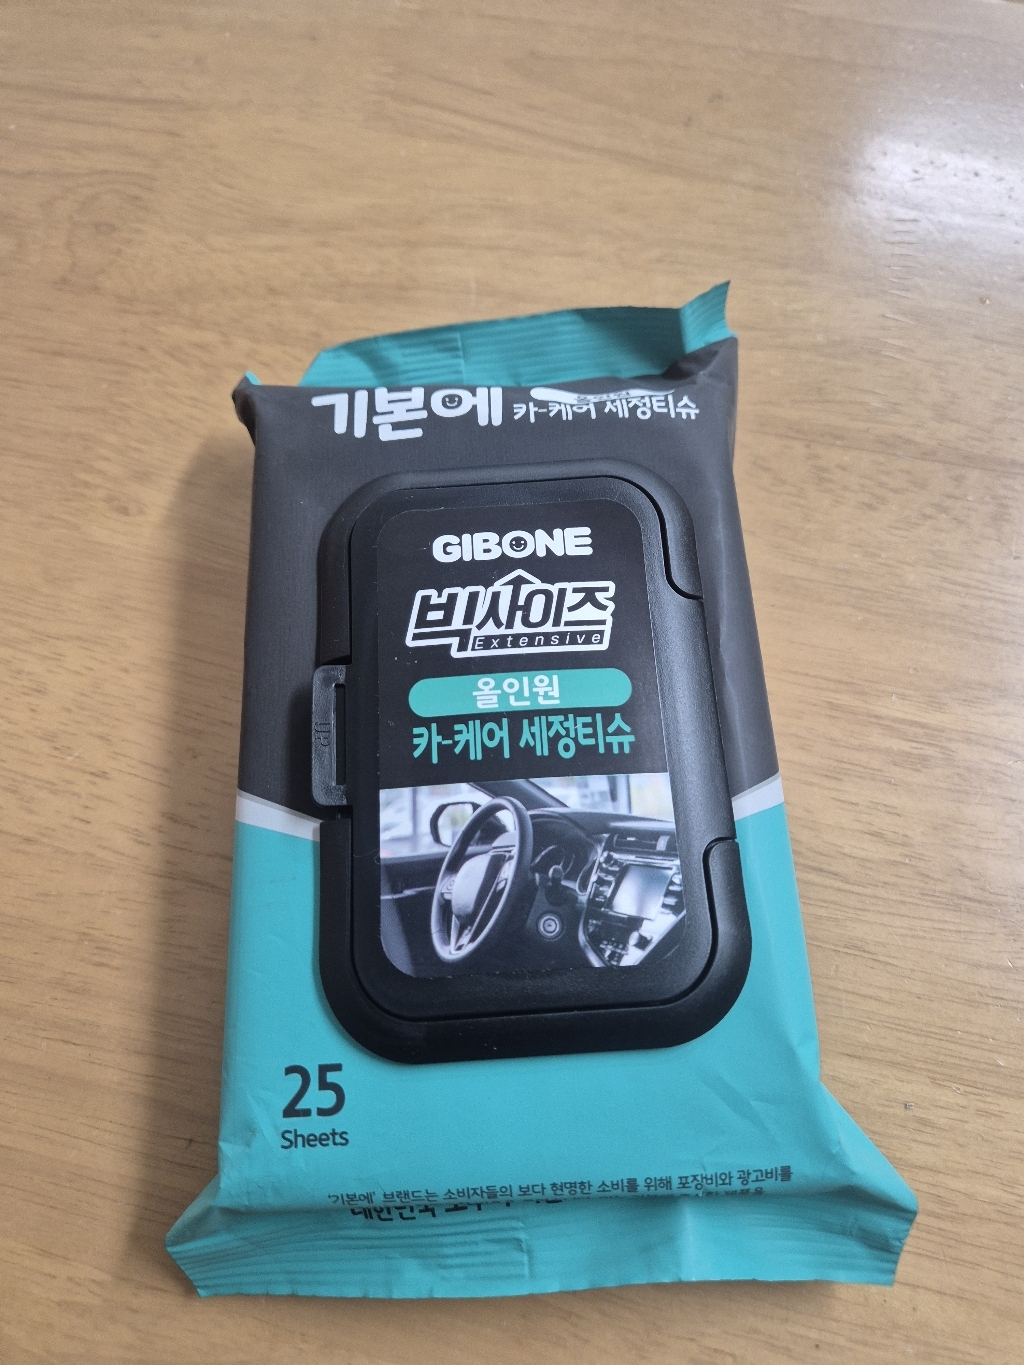 기본에 카-케어 세정티슈
GIBONE
빅사이즈
Extensive
올인원
카-케어 세정티슈
UP
25
Sheets
'기본에' 브랜드는 소비자들의 보다 현명한 소비를 위해 포장비와 광고비를